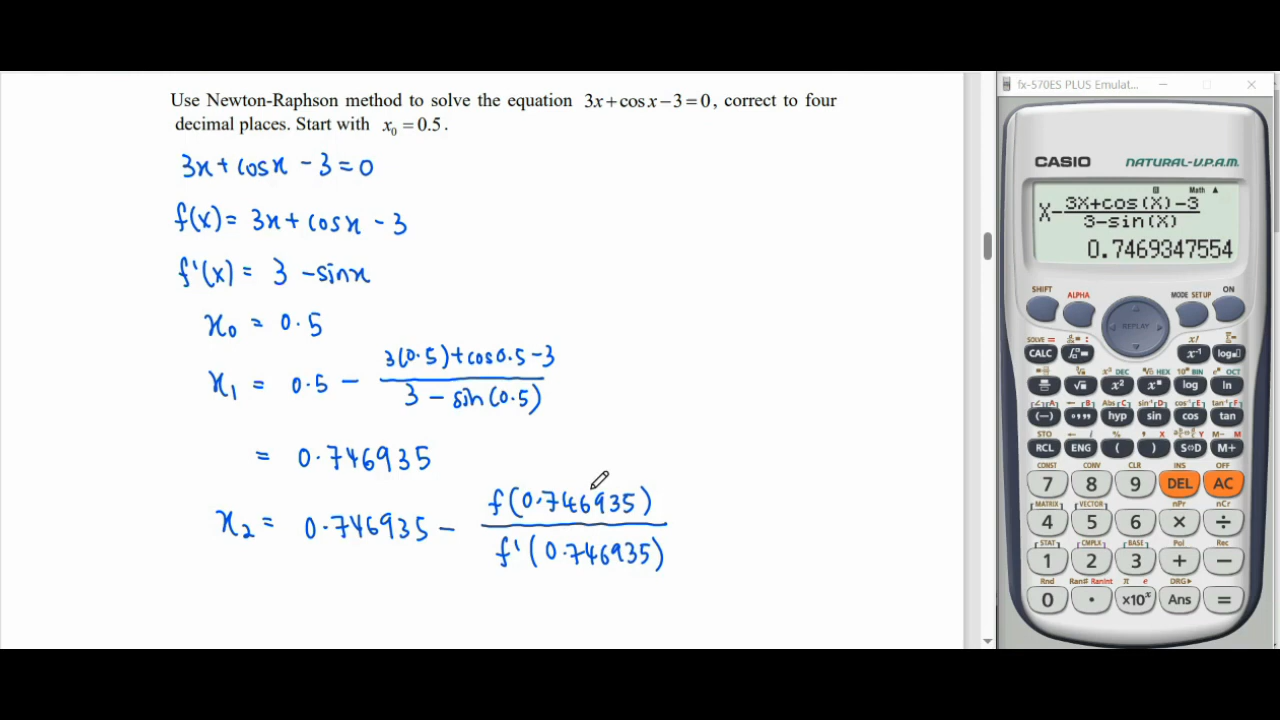 Use Newton-Raphson method to solve the equation 3x+cosx−3=0, correct to four
decimal places. Start with x₀=0.5.
3x+cosx −3=0
f(x)= 3x+ cosx −3
f'(x)= 3 −sinx
x₀ = 0.5
x₁ = 0.5 − (3(0.5)+cos0.5−3)/(3 − sin(0.5))
= 0.746935
x₂ = 0.746935 − f(0.746935)/f'(0.746935)
fx-570ES PLUS Emulat...
CASIO NATURAL-V.P.A.M.
Math ▲
X−(3X+cos(X)−3)/(3−sin(X))
0.7469347554
SHIFT ALPHA MODE SETUP ON
REPLAY
SOLVE =
CALC x⁻¹ log
x² log ln
(−) hyp sin cos tan
STO
RCL ENG ( ) S⇔D M+
CONST CONV CLR INS OFF
7 8 9 DEL AC
MATRIX VECTOR nPr nCr
4 5 6 × ÷
STAT CMPLX BASE Pol Rec
1 2 3 + −
Rnd Ran# RanInt π e DRG▸
0 . ×10ˣ Ans =